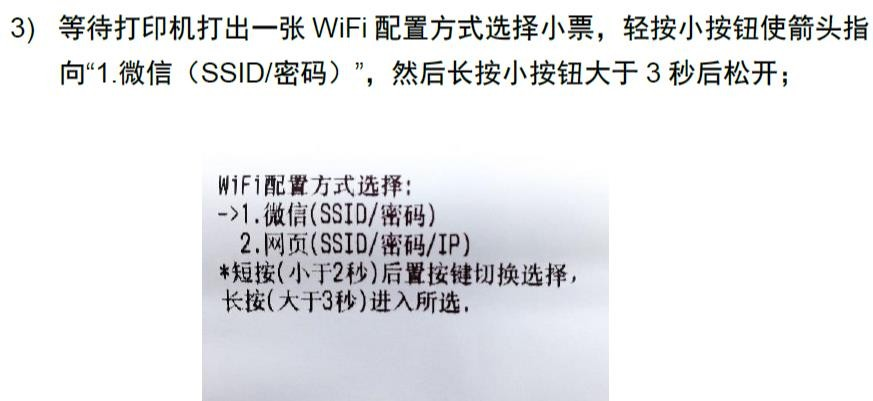 3) 等待打印机打出一张 WiFi 配置方式选择小票，轻按小按钮使箭头指
向“1.微信（SSID/密码）”，然后长按小按钮大于 3 秒后松开；
WiFi配置方式选择:
->1.微信(SSID/密码)
2.网页(SSID/密码/IP)
*短按(小于2秒)后置按键切换选择,
长按(大于3秒)进入所选.